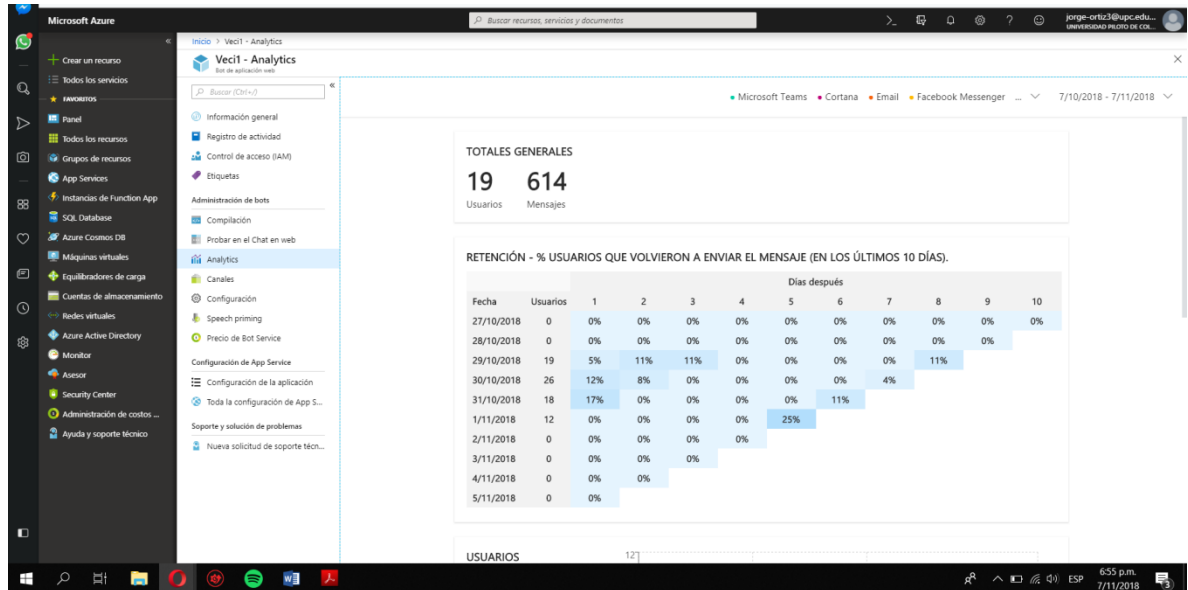 Microsoft Azure
Buscar recursos, servicios y documentos
jorge-ortiz3@upc.edu...
UNIVERSIDAD PILOTO DE COL...
Crear un recurso
Todos los servicios
FAVORITOS
Panel
Todos los recursos
Grupos de recursos
App Services
Instancias de Function App
SQL Database
Azure Cosmos DB
Máquinas virtuales
Equilibradores de carga
Cuentas de almacenamiento
Redes virtuales
Azure Active Directory
Monitor
Asesor
Security Center
Administración de costos ...
Ayuda y soporte técnico
Inicio > Veci1 - Analytics
Veci1 - Analytics
Bot de aplicación web
Buscar (Ctrl+/)
Información general
Registro de actividad
Control de acceso (IAM)
Etiquetas
Administración de bots
Compilación
Probar en el Chat en web
Analytics
Canales
Configuración
Speech priming
Precio de Bot Service
Configuración de App Service
Configuración de la aplicación
Toda la configuración de App S...
Soporte y solución de problemas
Nueva solicitud de soporte técn...
Microsoft Teams Cortana Email Facebook Messenger ... 7/10/2018 - 7/11/2018
TOTALES GENERALES
19 614
Usuarios Mensajes
RETENCIÓN - % USUARIOS QUE VOLVIERON A ENVIAR EL MENSAJE (EN LOS ÚLTIMOS 10 DÍAS).
Días después
Fecha Usuarios 1 2 3 4 5 6 7 8 9 10
27/10/2018 0 0% 0% 0% 0% 0% 0% 0% 0% 0% 0%
28/10/2018 0 0% 0% 0% 0% 0% 0% 0% 0% 0%
29/10/2018 19 5% 11% 11% 0% 0% 0% 0% 11%
30/10/2018 26 12% 8% 0% 0% 0% 0% 4%
31/10/2018 18 17% 0% 0% 0% 0% 11%
1/11/2018 12 0% 0% 0% 0% 25%
2/11/2018 0 0% 0% 0% 0%
3/11/2018 0 0% 0% 0%
4/11/2018 0 0% 0%
5/11/2018 0 0%
USUARIOS
12
ESP
6:55 p.m.
7/11/2018